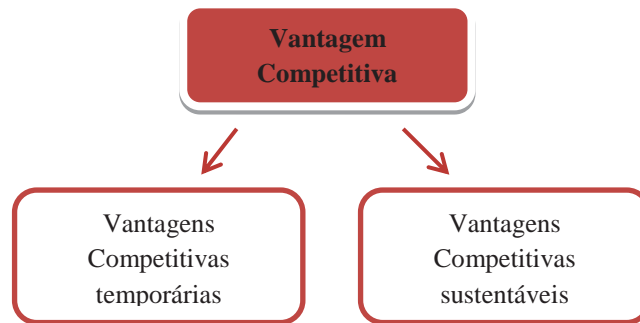 Vantagem
Competitiva
Vantagens
Competitivas
temporárias
Vantagens
Competitivas
sustentáveis